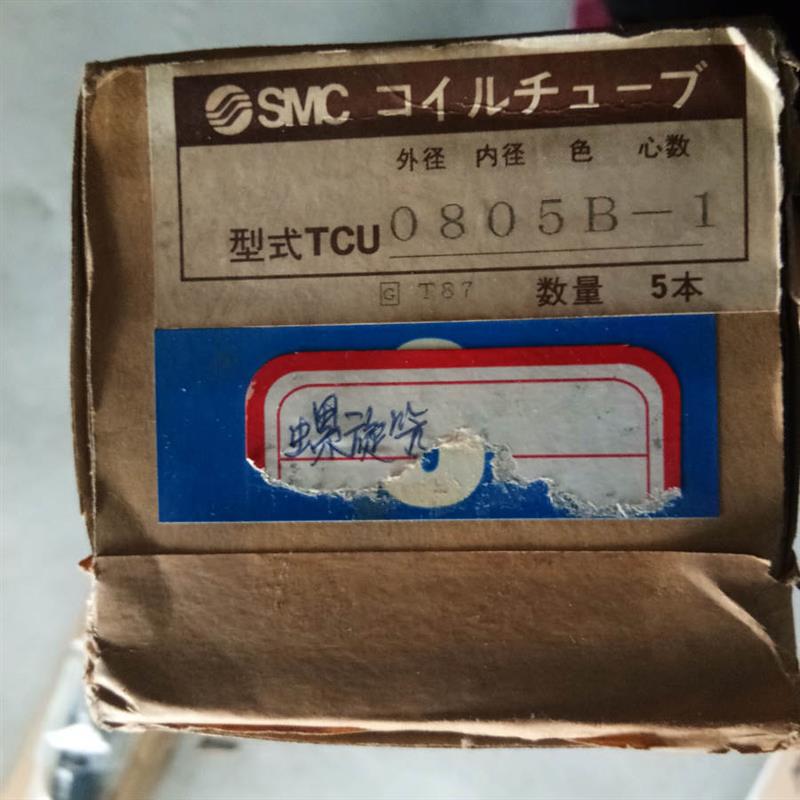 SMC コイルチューブ
外径 内径 色 心数
型式TCU 0805B-1
G T87 数量 5本
螺旋管